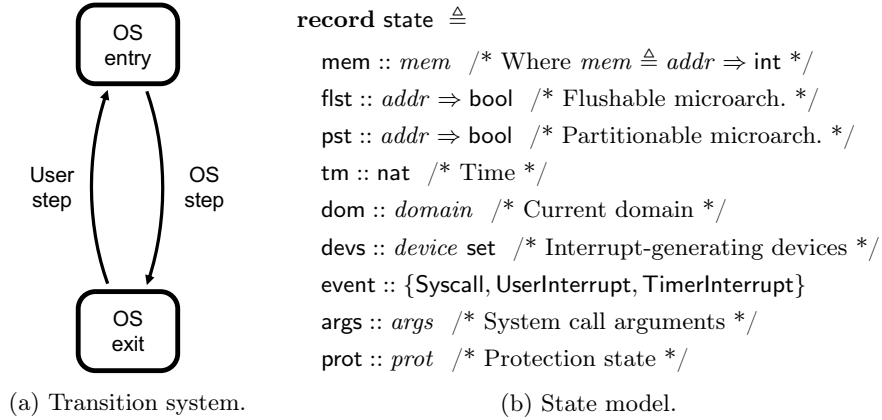 OS
entry
User
step
OS
step
OS
exit
(a) Transition system.
record state ≜
mem :: mem /* Where mem ≜ addr ⇒ int */
flst :: addr ⇒ bool /* Flushable microarch. */
pst :: addr ⇒ bool /* Partitionable microarch. */
tm :: nat /* Time */
dom :: domain /* Current domain */
devs :: device set /* Interrupt-generating devices */
event :: {Syscall, UserInterrupt, TimerInterrupt}
args :: args /* System call arguments */
prot :: prot /* Protection state */
(b) State model.